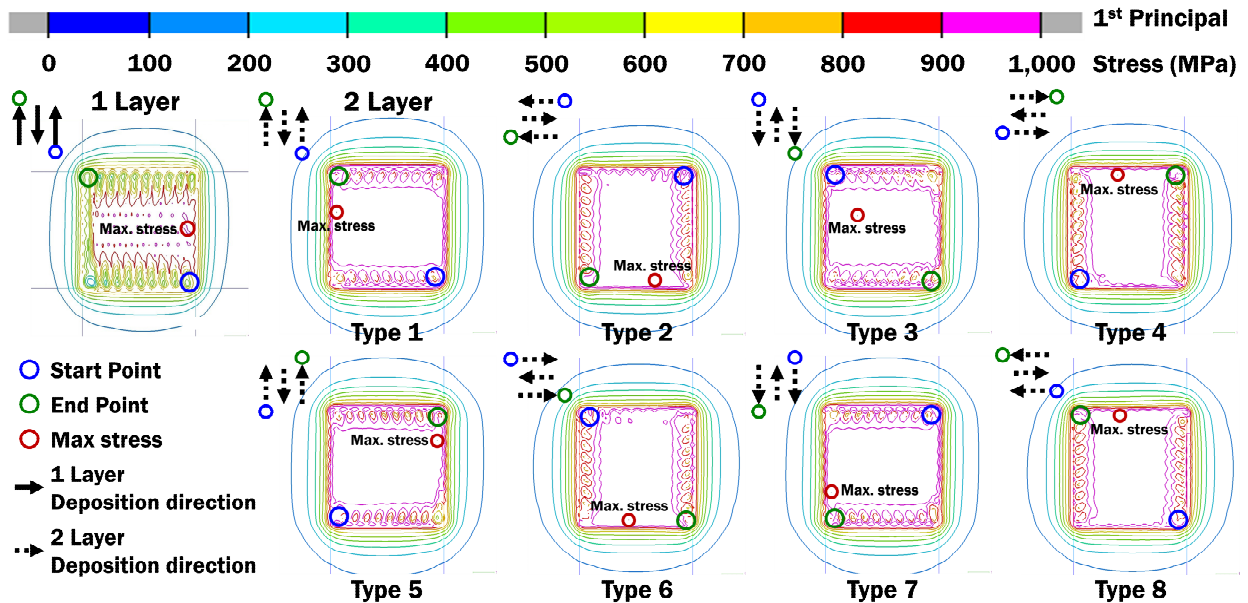 1st Principal
0 100 200 300 400 500 600 700 800 900 1,000 Stress (MPa)
1 Layer
2 Layer
Max. stress
Max. stress
Max. stress
Max. stress
Max. stress
Type 1
Type 2
Type 3
Type 4
Start Point
End Point
Max stress
1 Layer
Deposition direction
2 Layer
Deposition direction
Max. stress
Max. stress
Max. stress
Max. stress
Type 5
Type 6
Type 7
Type 8